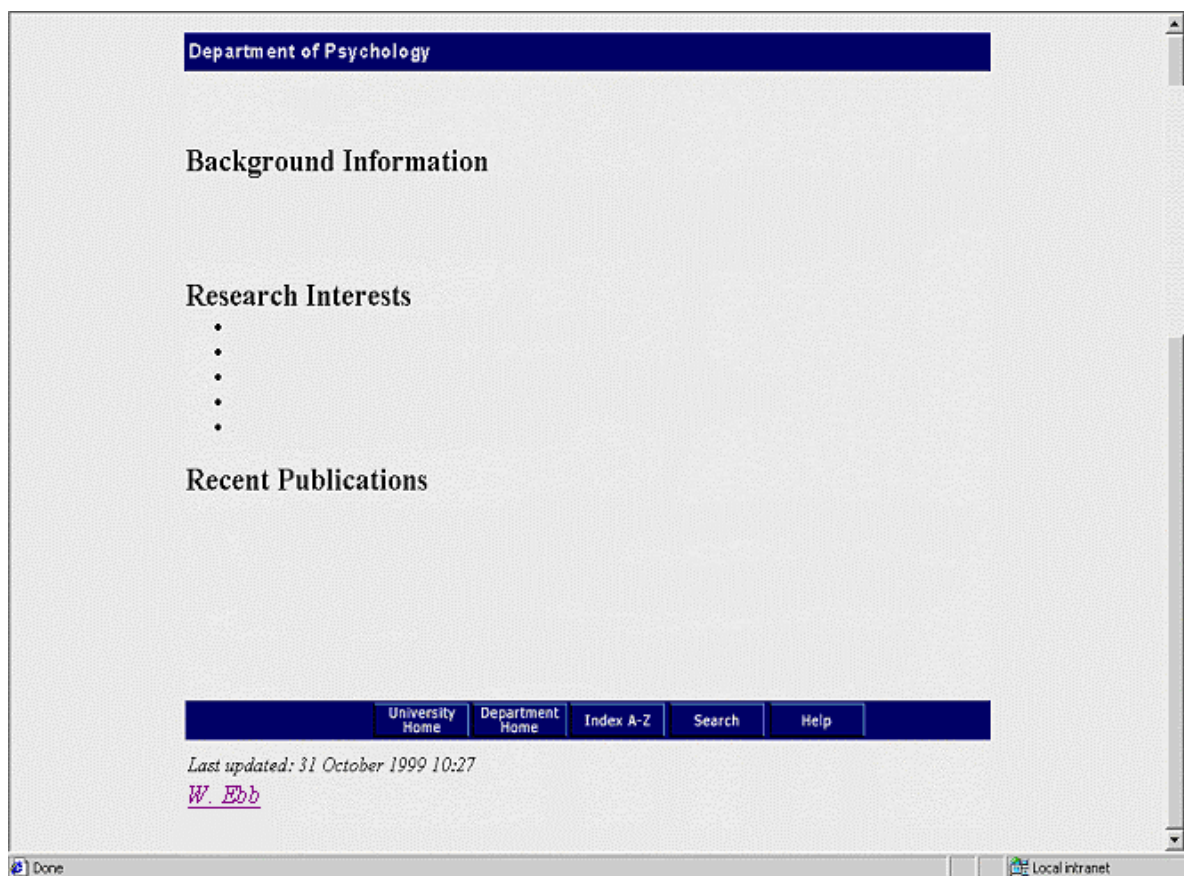 Department of Psychology
Background Information
Research Interests
•
•
•
•
•
Recent Publications
University Home Department Home Index A-Z Search Help
Last updated: 31 October 1999 10:27
W. Ebb
Done Local intranet